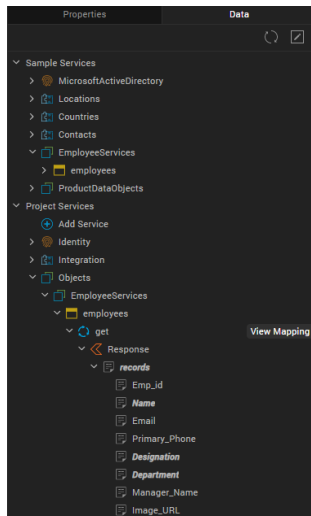 Properties Data
Sample Services
MicrosoftActiveDirectory
Locations
Countries
Contacts
EmployeeServices
employees
ProductDataObjects
Project Services
Add Service
Identity
Integration
Objects
EmployeeServices
employees
get View Mapping
Response
records
Emp_id
Name
Email
Primary_Phone
Designation
Department
Manager_Name
Image_URL